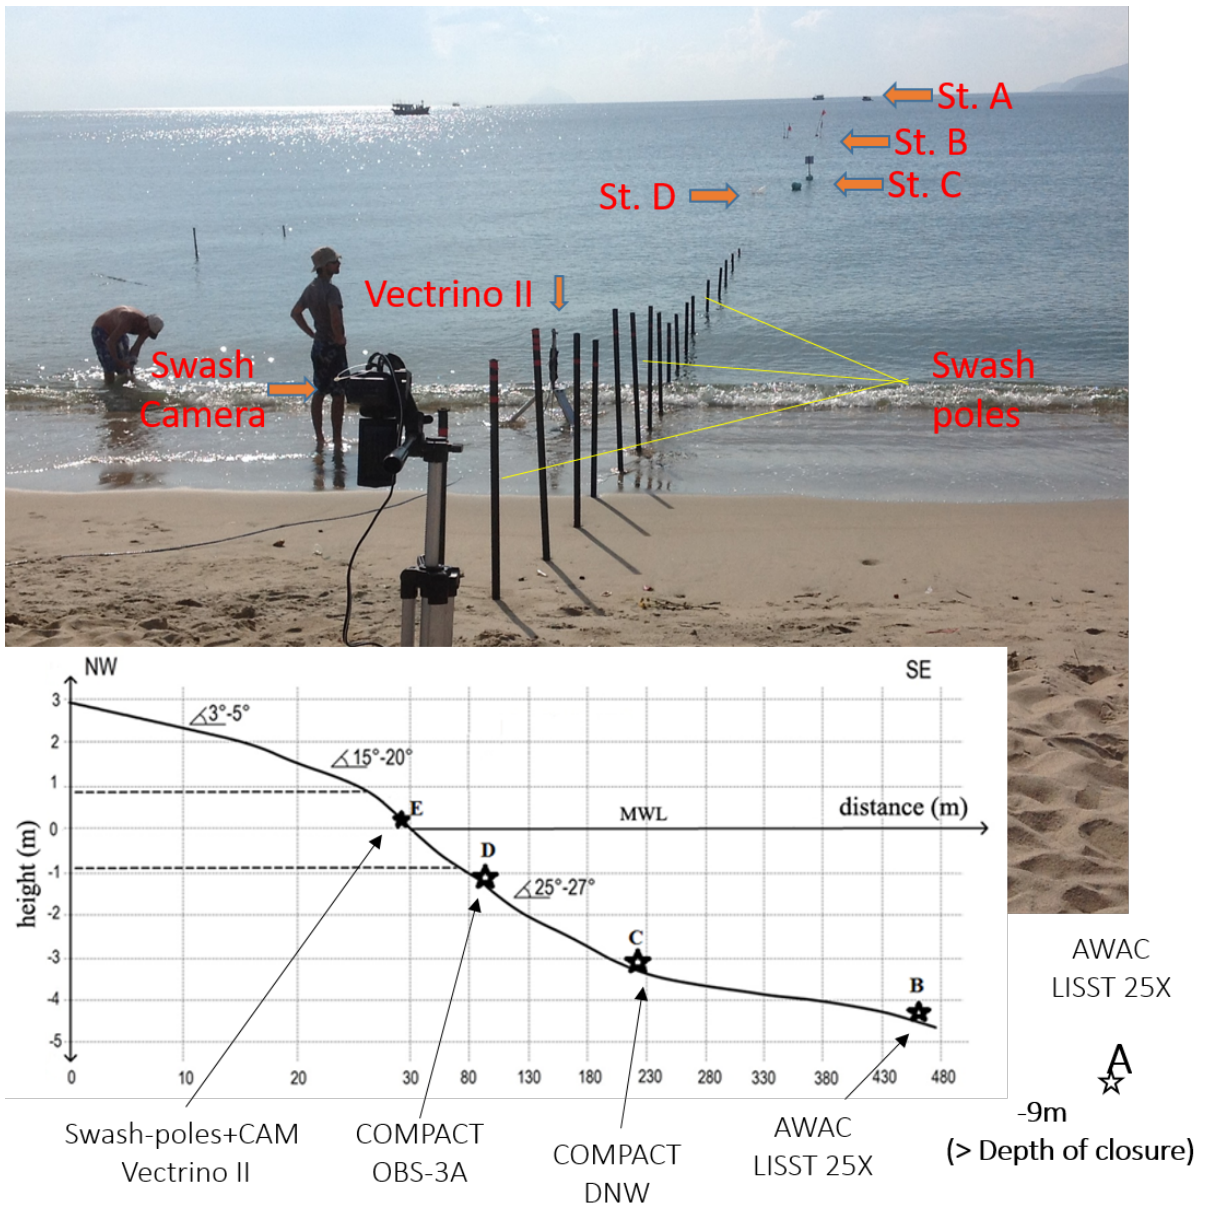 St. A
St. B
St. C
St. D
Vectrino II
Swash
Camera
Swash
poles
NW
SE
3
2
1
0
-1
-2
-3
-4
-5
height (m)
3°-5°
15°-20°
25°-27°
E
D
C
B
MWL
distance (m)
0
10
20
30
80
130
180
230
280
330
380
430
480
Swash-poles+CAM
Vectrino II
COMPACT
OBS-3A
COMPACT
DNW
AWAC
LISST 25X
AWAC
LISST 25X
A
-9m
(> Depth of closure)